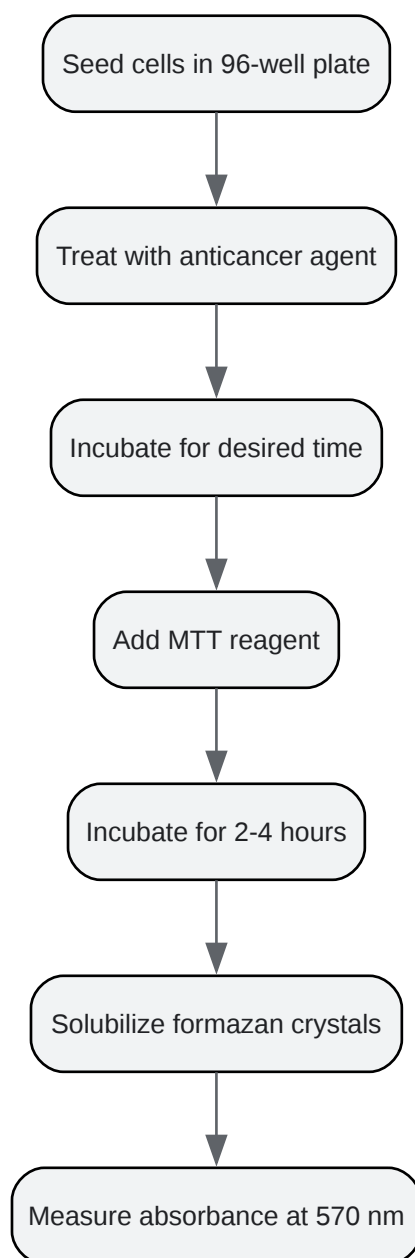 Seed cells in 96-well plate
Treat with anticancer agent
Incubate for desired time
Add MTT reagent
Incubate for 2-4 hours
Solubilize formazan crystals
Measure absorbance at 570 nm